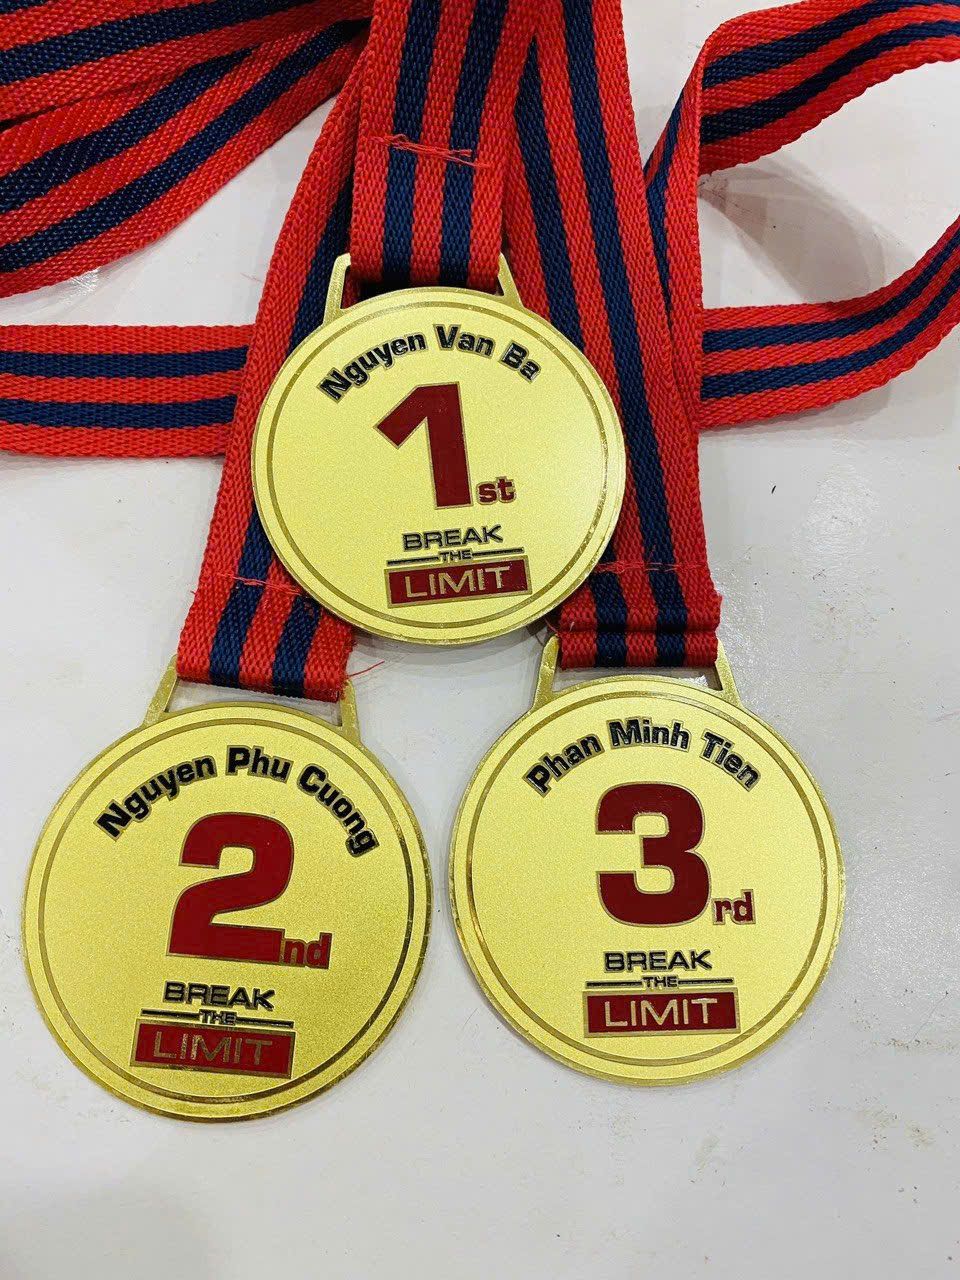 Nguyen Van Ba
1st
BREAK
THE
LIMIT
Nguyen Phu Cuong
2nd
BREAK
THE
LIMIT
Phan Minh Tien
3rd
BREAK
THE
LIMIT